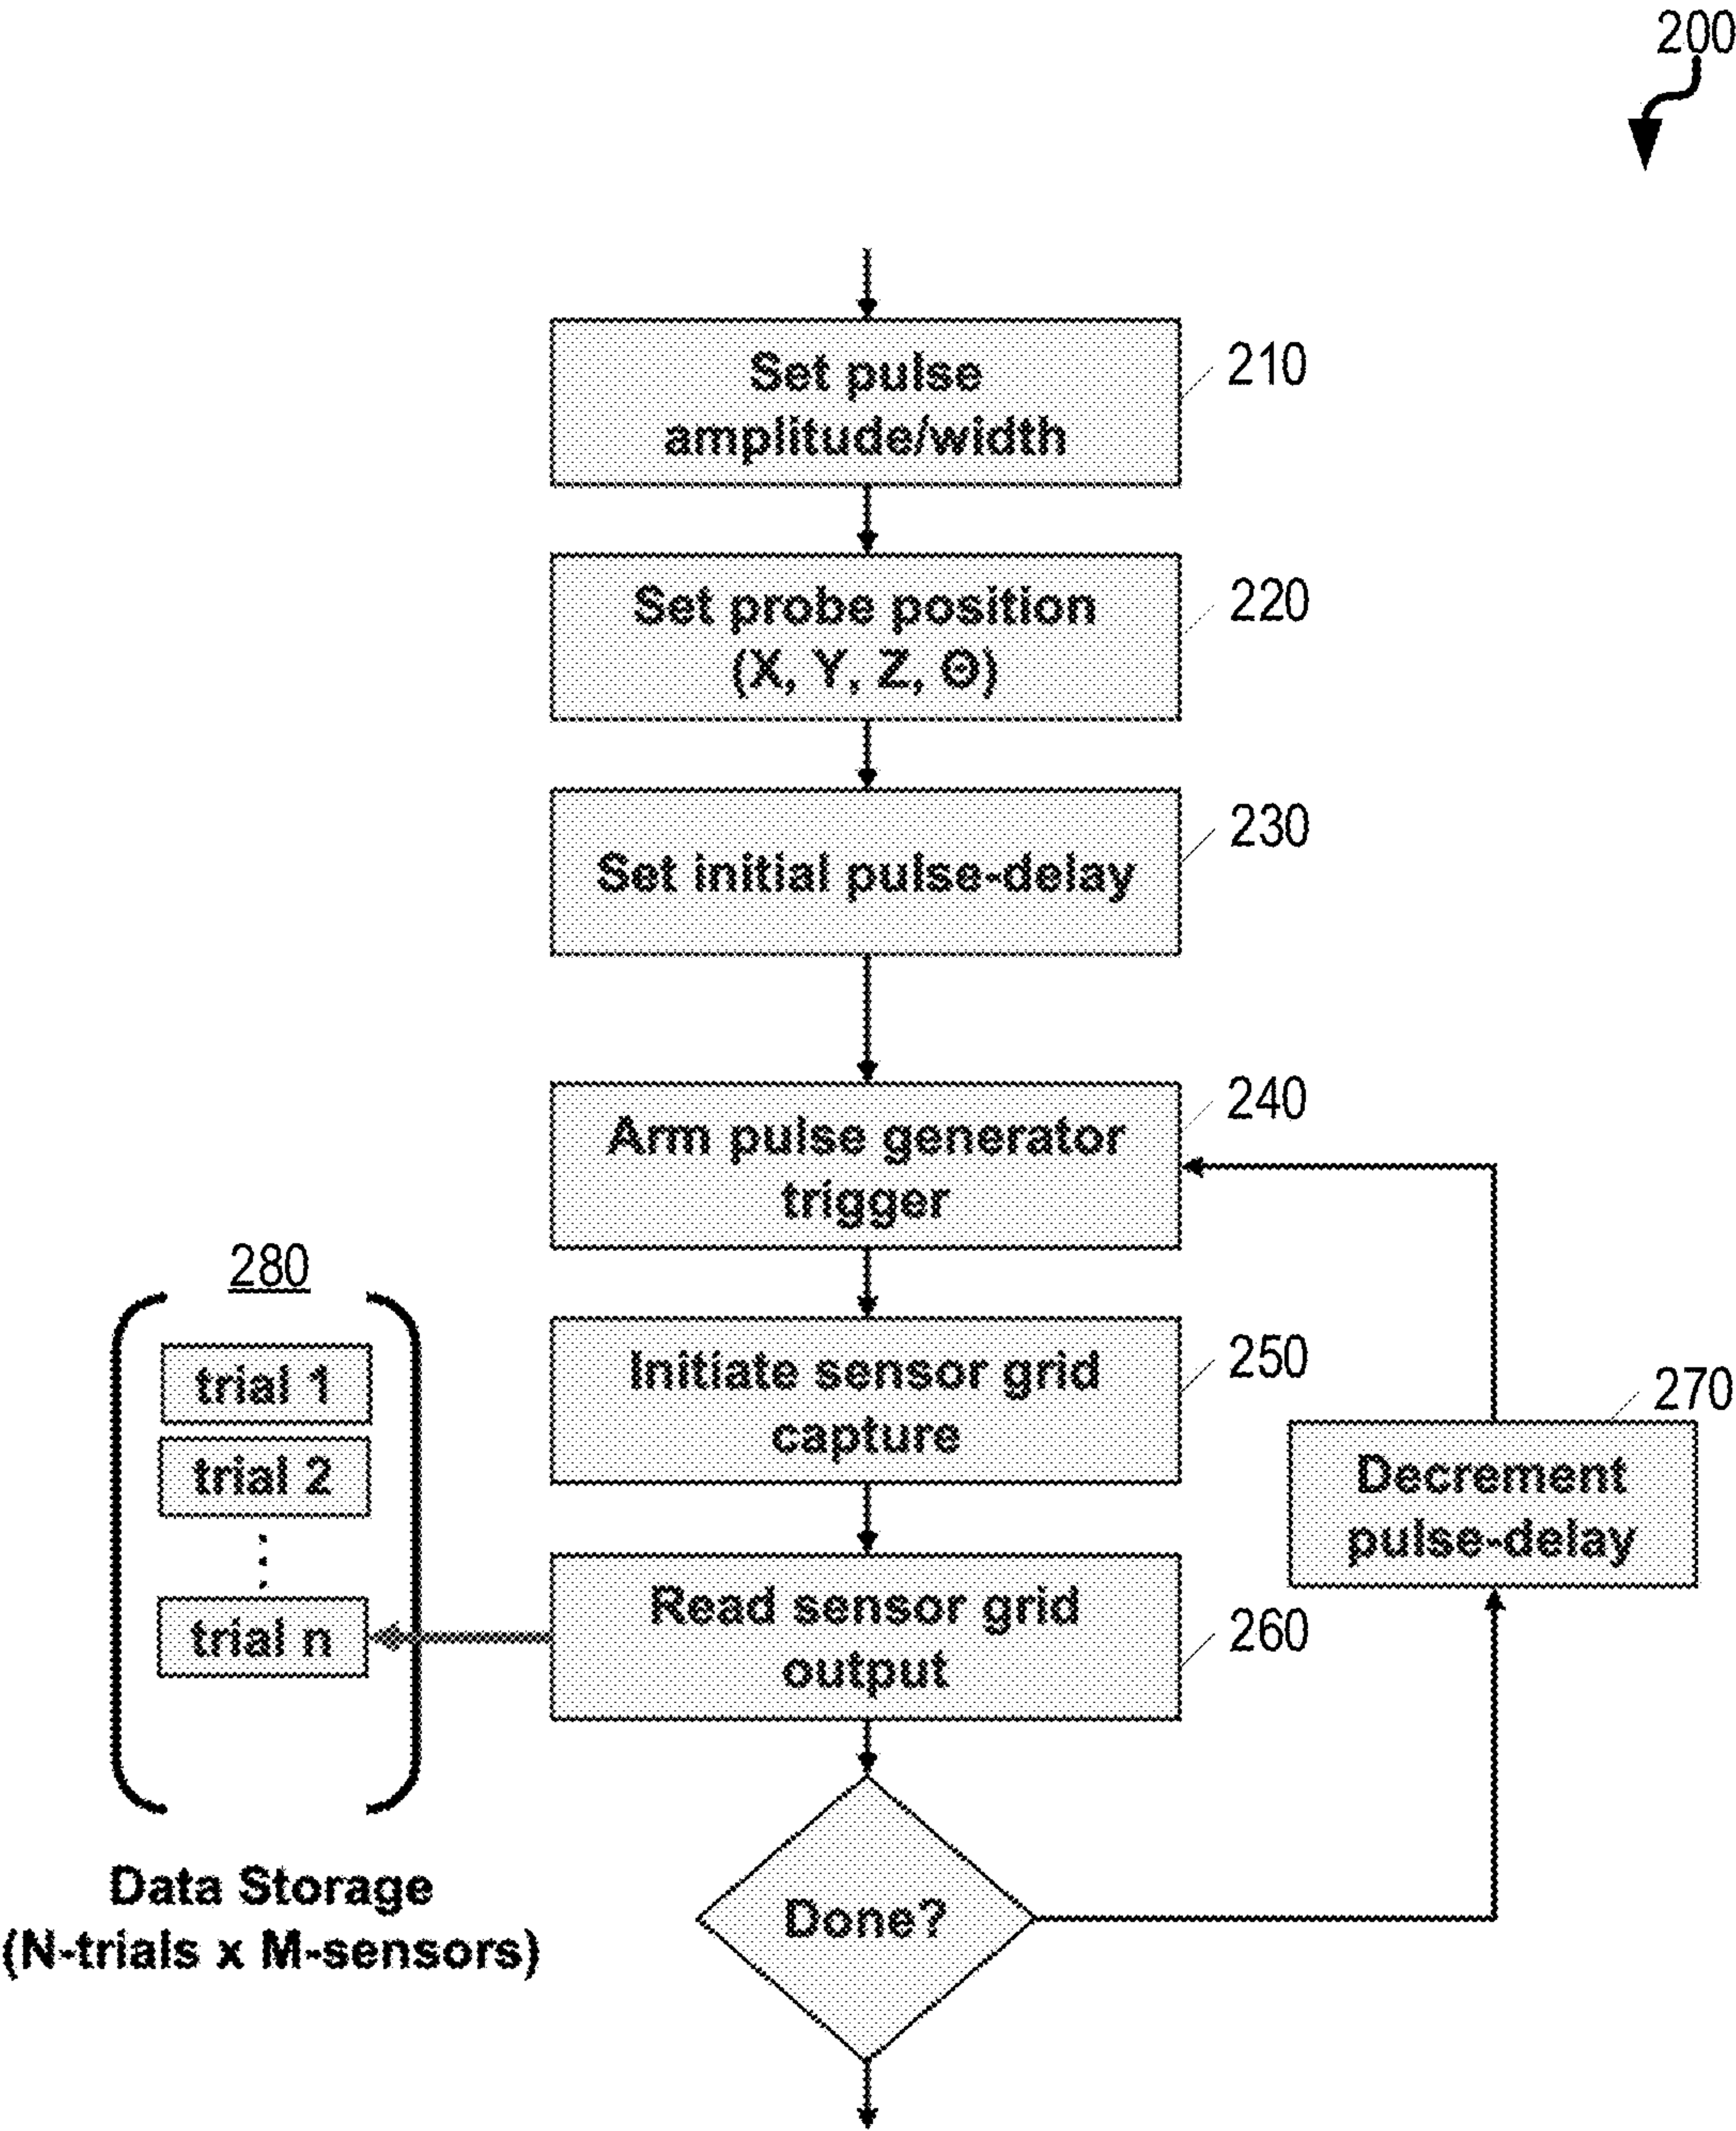 200
Set pulse
amplitude/width
210
Set probe position
(X, Y, Z, Θ)
220
Set initial pulse-delay
230
Arm pulse generator
trigger
240
Initiate sensor grid
capture
250
Read sensor grid
output
260
Decrement
pulse-delay
270
280
trial 1
trial 2
trial n
Data Storage
(N-trials x M-sensors)
Done?